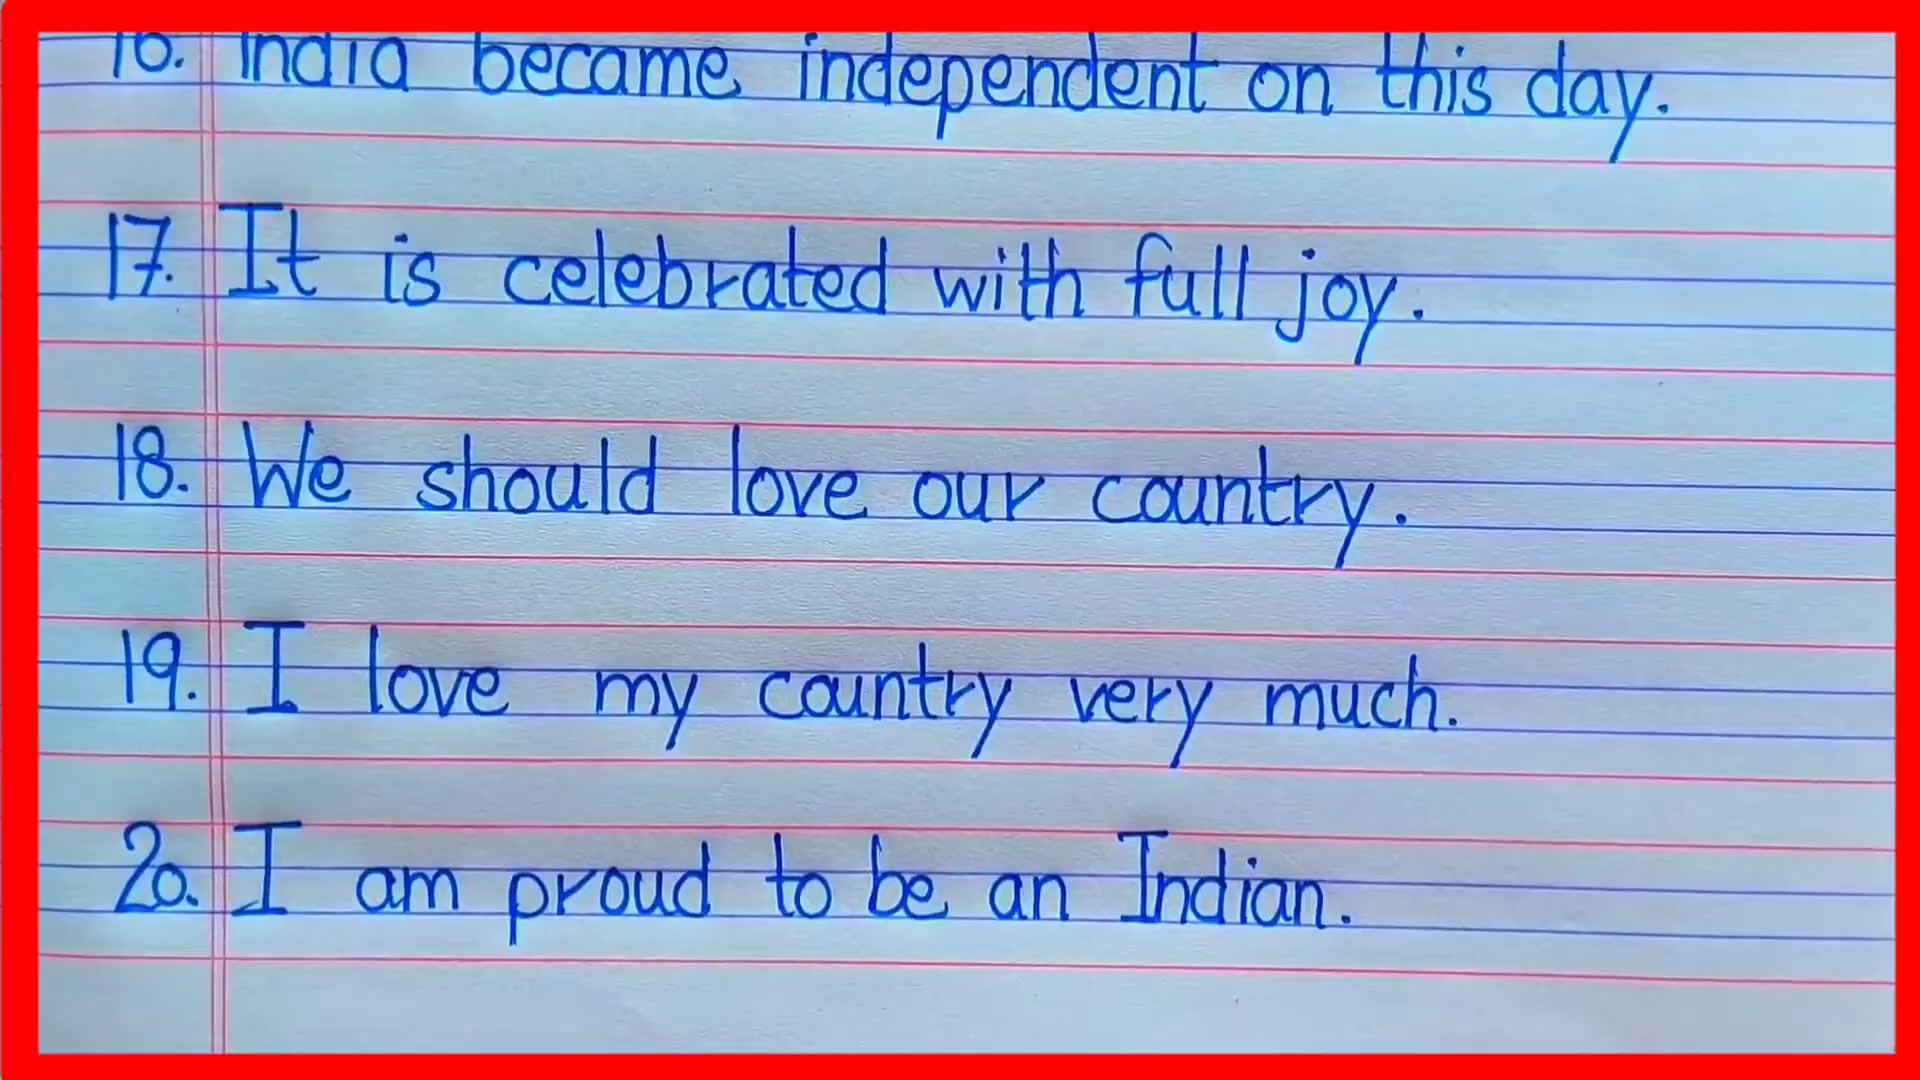 16. India became independent on this day.
17. It is celebrated with full joy.
18. We should love our country.
19. I love my country very much.
20. I am proud to be an Indian.